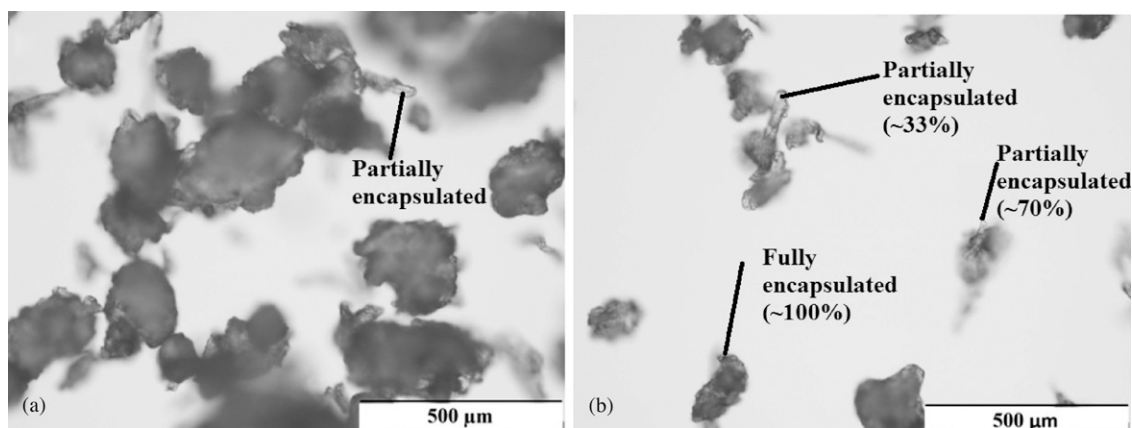 Partially
encapsulated
(a)
500 µm
Partially
encapsulated
(~33%)
Partially
encapsulated
(~70%)
Fully
encapsulated
(~100%)
(b)
500 µm